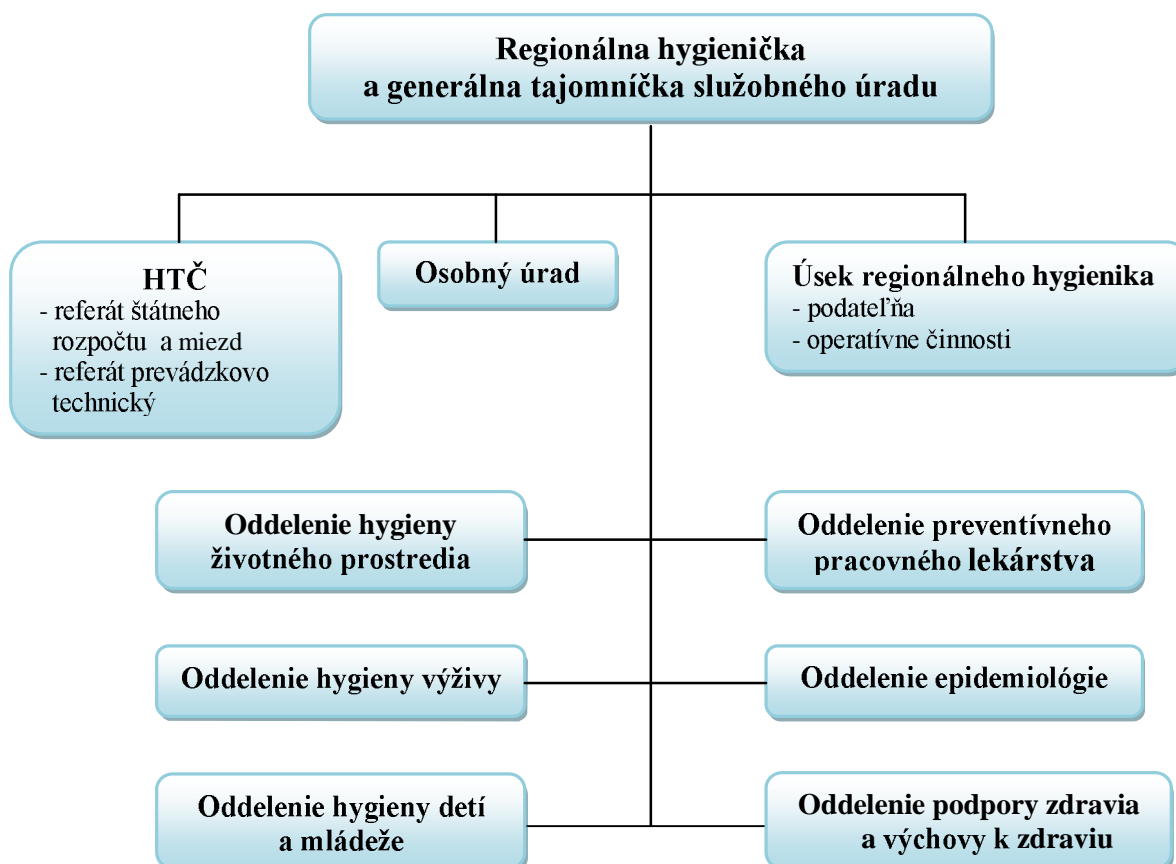 Regionálna hygienička
a generálna tajomníčka služobného úradu
HTČ
- referát štátneho
rozpočtu a miezd
- referát prevádzkovo
technický
Osobný úrad
Úsek regionálneho hygienika
- podateľňa
- operatívne činnosti
Oddelenie hygieny
životného prostredia
Oddelenie preventívneho
pracovného lekárstva
Oddelenie hygieny výživy
Oddelenie epidemiológie
Oddelenie hygieny detí
a mládeže
Oddelenie podpory zdravia
a výchovy k zdraviu